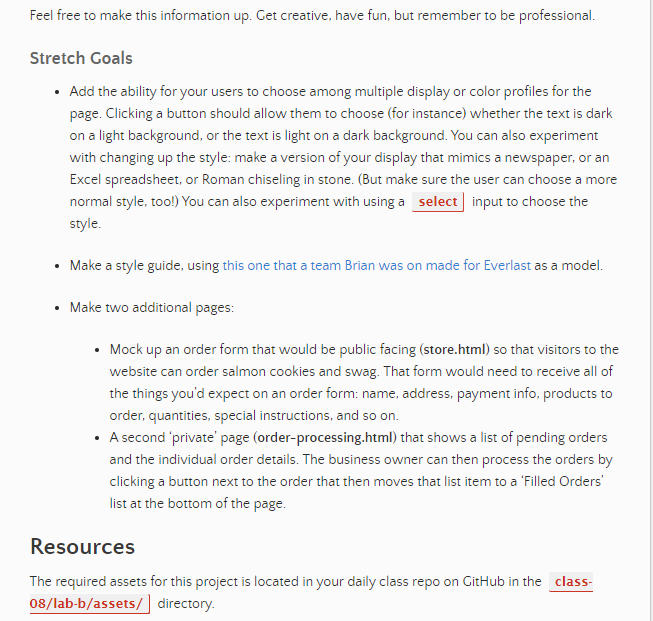 Feel free to make this information up. Get creative, have fun, but remember to be professional.
Stretch Goals
• Add the ability for your users to choose among multiple display or color profiles for the
page. Clicking a button should allow them to choose (for instance) whether the text is dark
on a light background, or the text is light on a dark background. You can also experiment
with changing up the style: make a version of your display that mimics a newspaper, or an
Excel spreadsheet, or Roman chiseling in stone. (But make sure the user can choose a more
normal style, too!) You can also experiment with using a select input to choose the
style.
• Make a style guide, using this one that a team Brian was on made for Everlast as a model.
• Make two additional pages:
• Mock up an order form that would be public facing (store.html) so that visitors to the
website can order salmon cookies and swag. That form would need to receive all of
the things you'd expect on an order form: name, address, payment info, products to
order, quantities, special instructions, and so on.
• A second 'private' page (order-processing.html) that shows a list of pending orders
and the individual order details. The business owner can then process the orders by
clicking a button next to the order that then moves that list item to a 'Filled Orders'
list at the bottom of the page.
Resources
The required assets for this project is located in your daily class repo on GitHub in the class-
08/lab-b/assets/ directory.